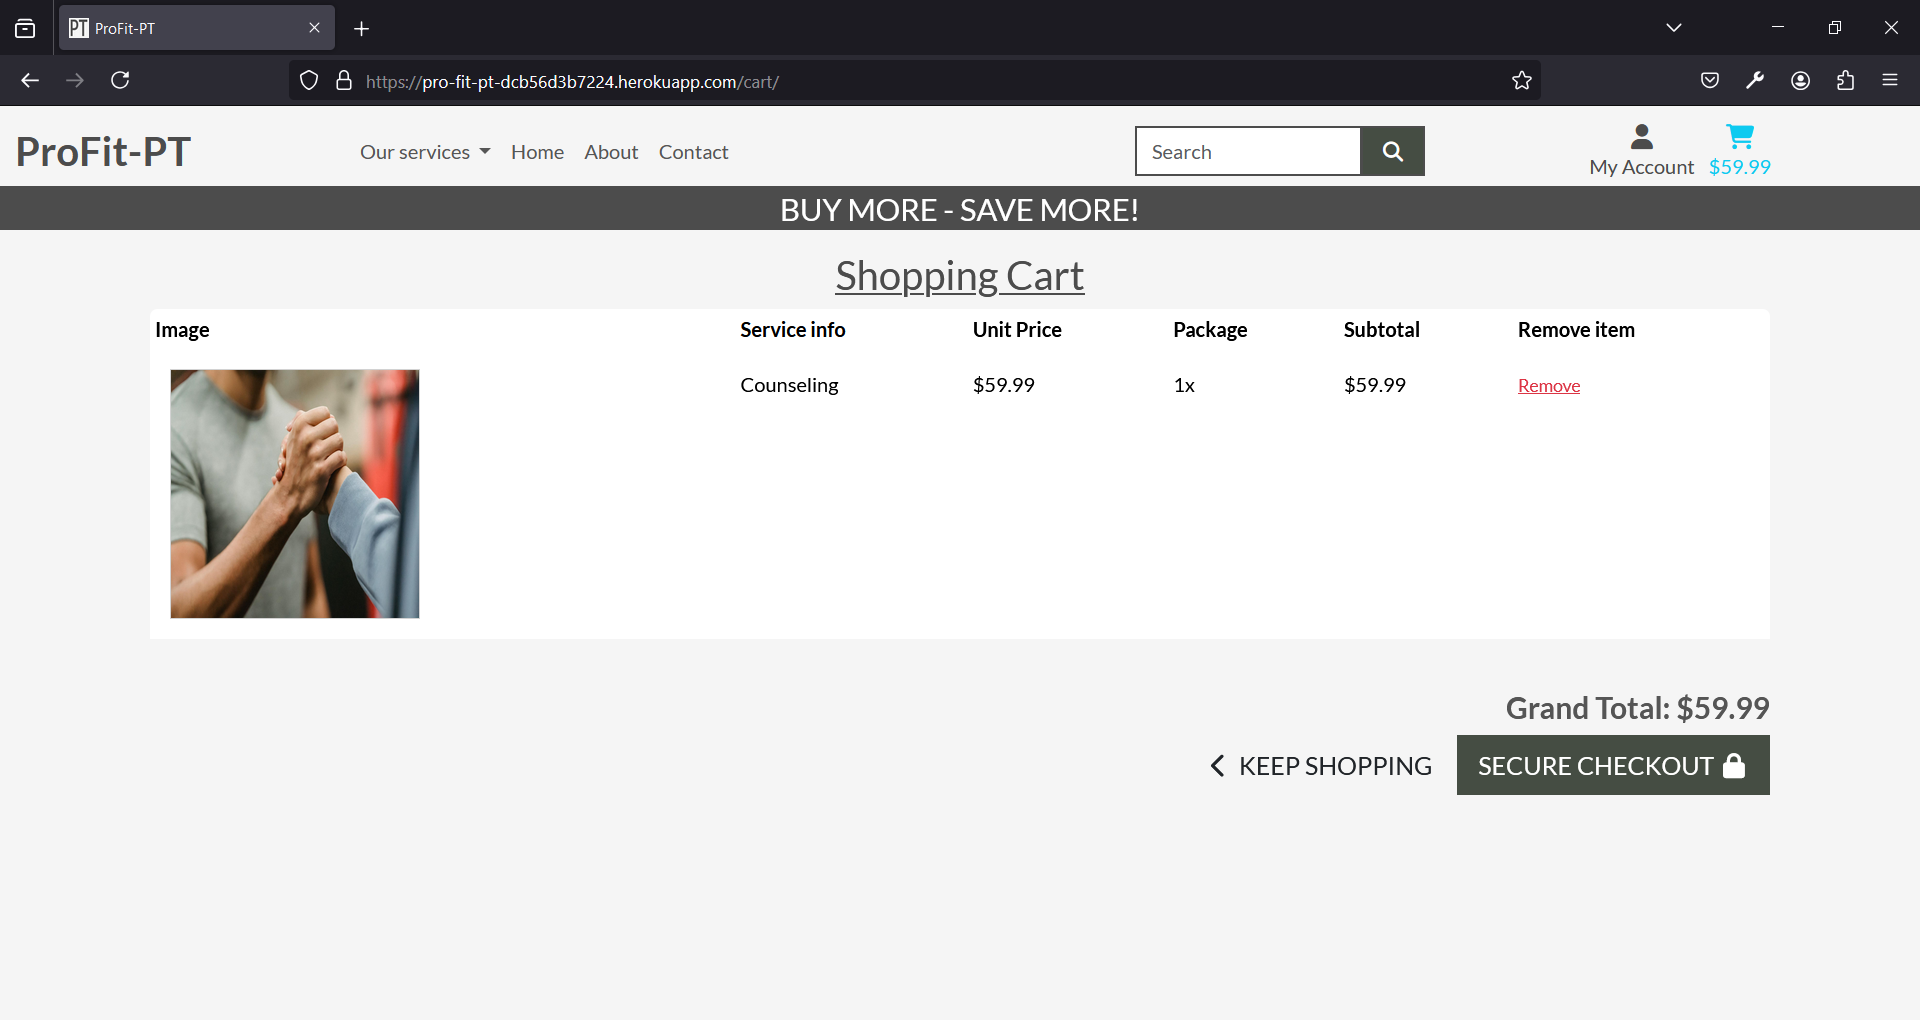 PT ProFit-PT
https://pro-fit-pt-dcb56d3b7224.herokuapp.com/cart/
ProFit-PT
Our services Home About Contact
Search
My Account $59.99
BUY MORE - SAVE MORE!
Shopping Cart
Image Service info Unit Price Package Subtotal Remove item
Counseling $59.99 1x $59.99 Remove
Grand Total: $59.99
KEEP SHOPPING SECURE CHECKOUT